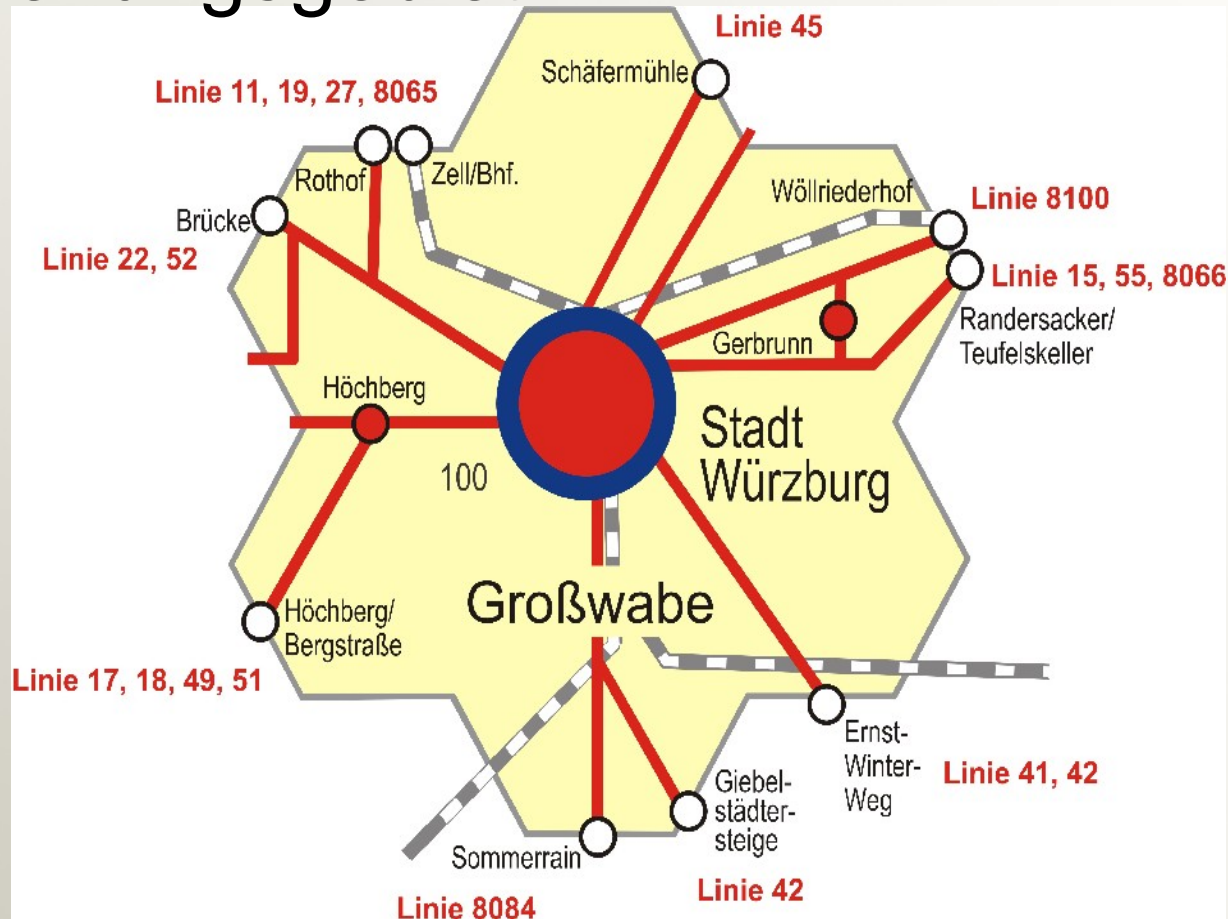 Linie 45
Schäfermühle
Linie 11, 19, 27, 8065
Rothof
Zell/Bhf.
Wöllriederhof
Linie 8100
Brücke
Linie 22, 52
Linie 15, 55, 8066
Randersacker/
Teufelskeller
Gerbrunn
Höchberg
Stadt
Würzburg
100
Großwabe
Höchberg/
Bergstraße
Linie 17, 18, 49, 51
Ernst-
Winter-
Weg
Linie 41, 42
Giebel-
städter-
steige
Sommerrain
Linie 42
Linie 8084